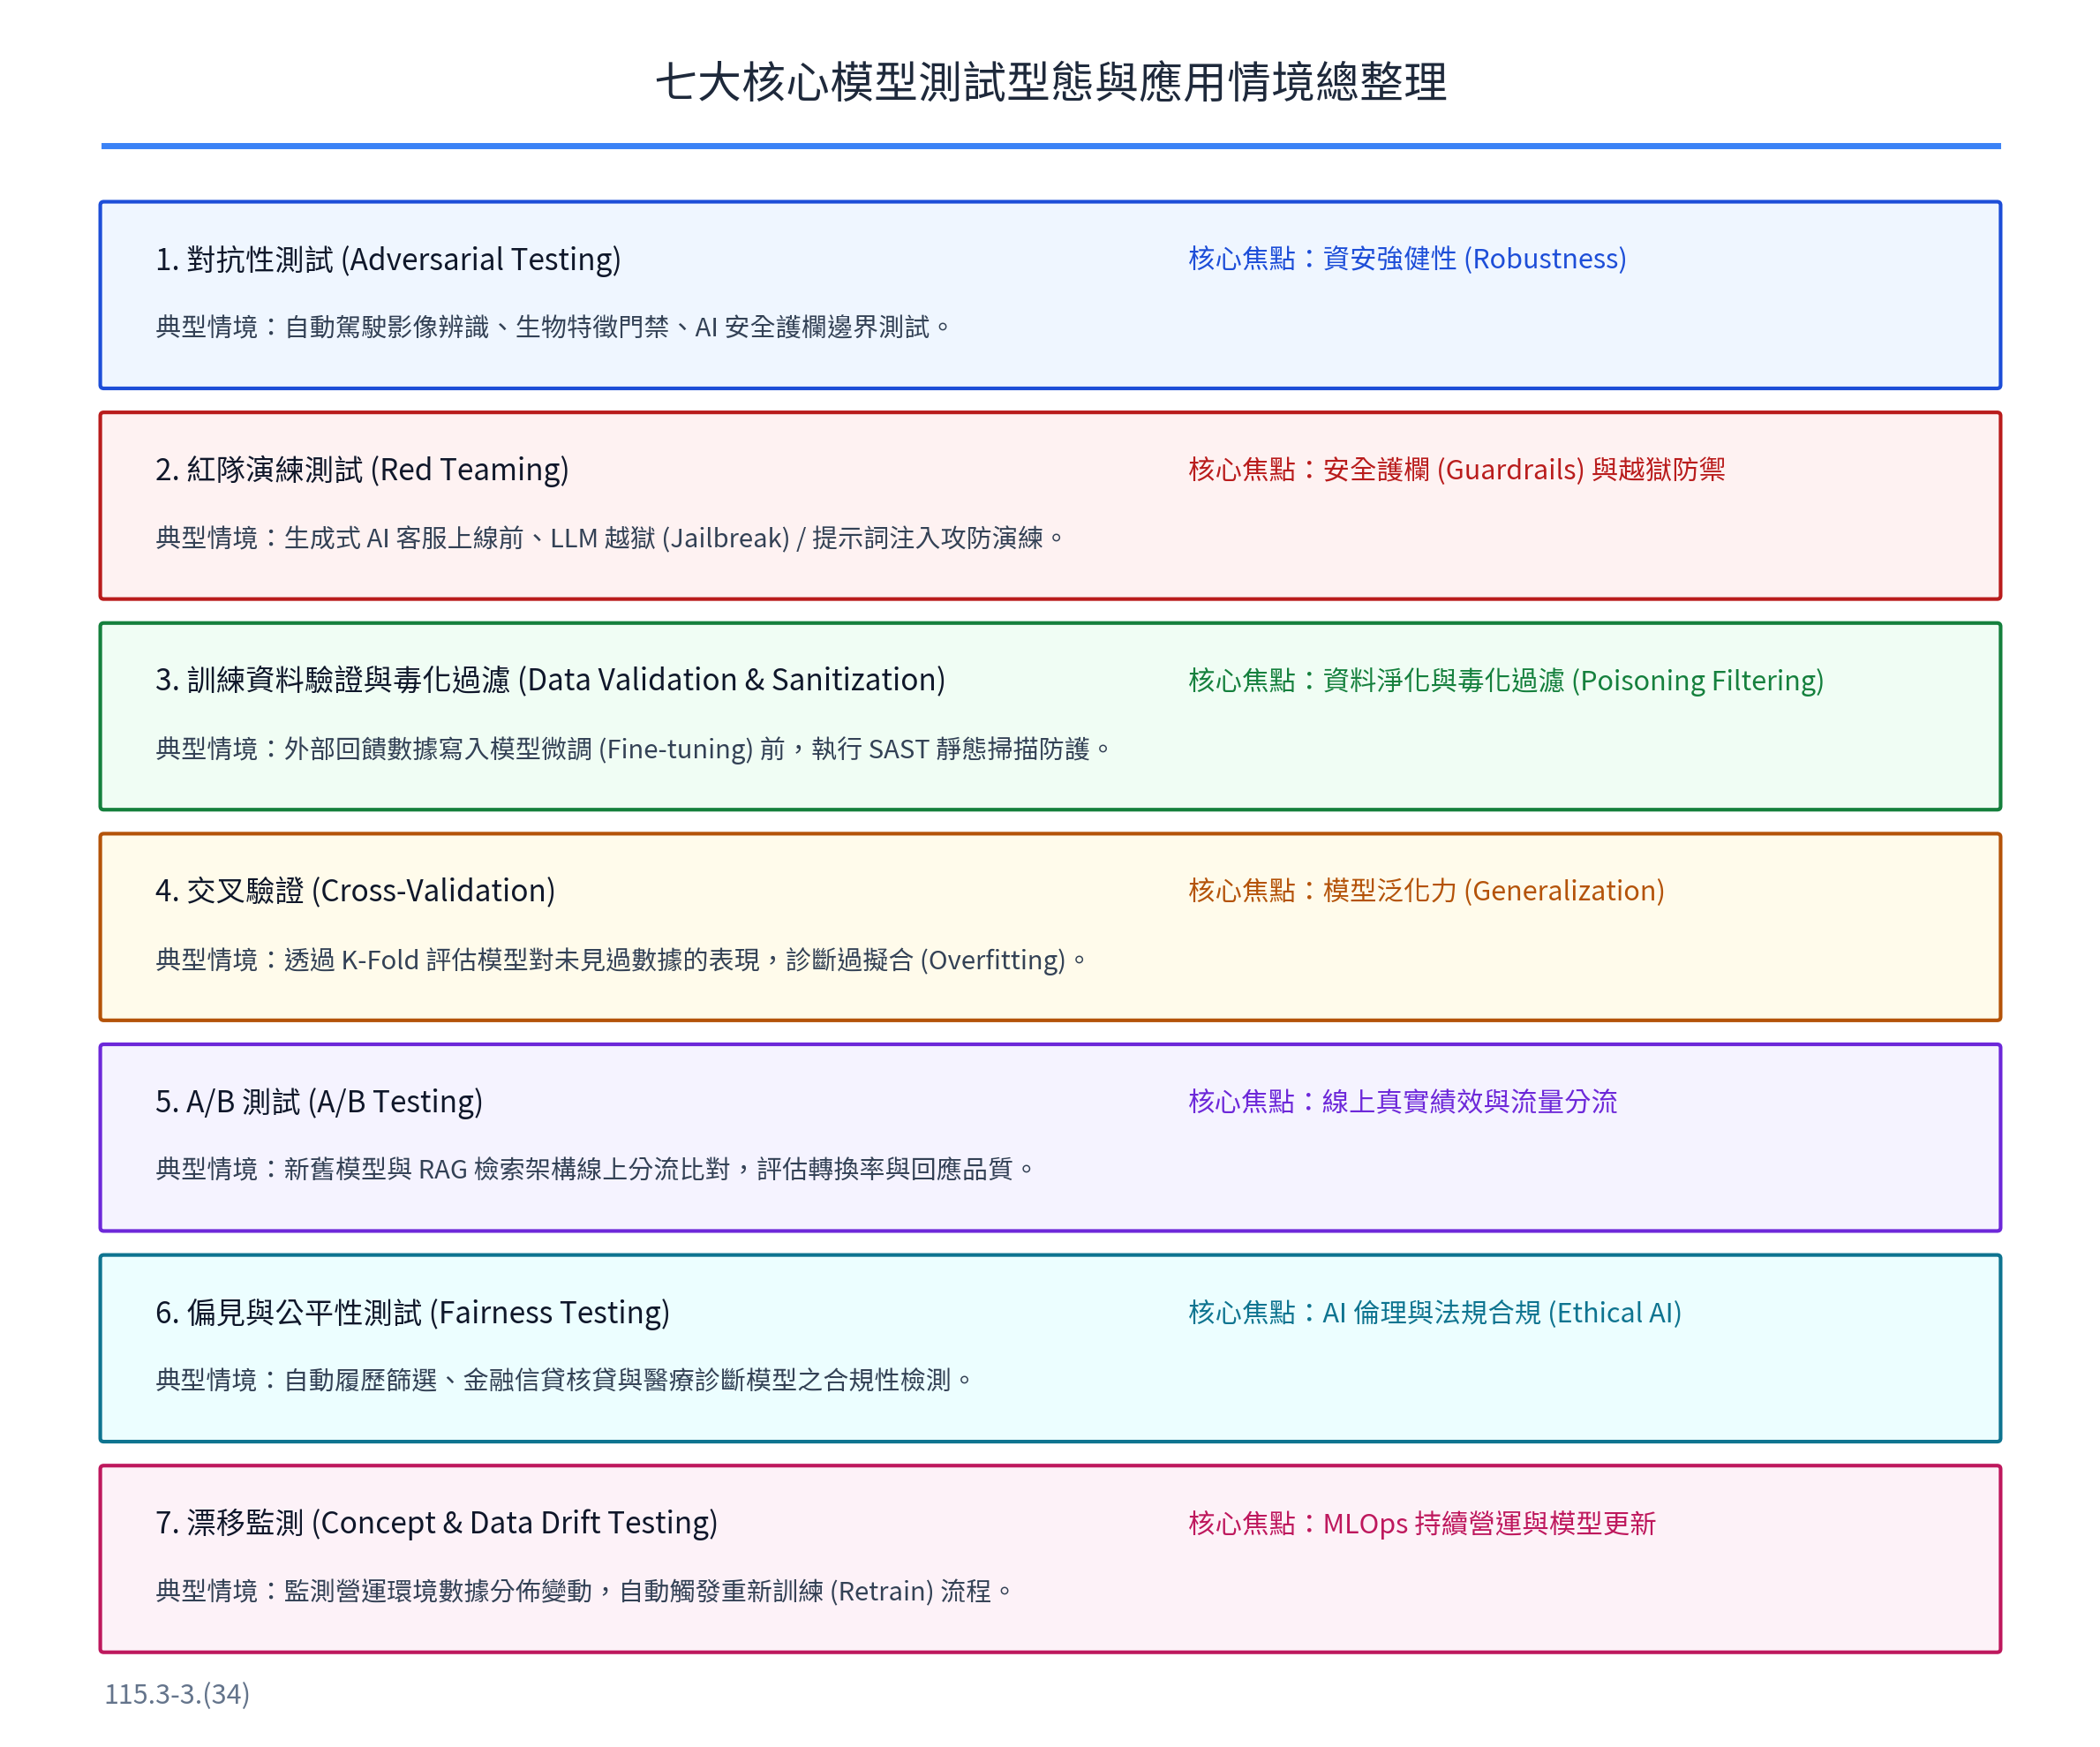 七大核心模型測試型態與應用情境總整理
1. 對抗性測試 (Adversarial Testing)
核心焦點：資安強健性 (Robustness)
典型情境：自動駕駛影像辨識、生物特徵門禁、AI 安全護欄邊界測試。
2. 紅隊演練測試 (Red Teaming)
核心焦點：安全護欄 (Guardrails) 與越獄防禦
典型情境：生成式 AI 客服上線前、LLM 越獄 (Jailbreak) / 提示詞注入攻防演練。
3. 訓練資料驗證與毒化過濾 (Data Validation & Sanitization)
核心焦點：資料淨化與毒化過濾 (Poisoning Filtering)
典型情境：外部回饋數據寫入模型微調 (Fine-tuning) 前，執行 SAST 靜態掃描防護。
4. 交叉驗證 (Cross-Validation)
核心焦點：模型泛化力 (Generalization)
典型情境：透過 K-Fold 評估模型對未見過數據的表現，診斷過擬合 (Overfitting)。
5. A/B 測試 (A/B Testing)
核心焦點：線上真實績效與流量分流
典型情境：新舊模型與 RAG 檢索架構線上分流比對，評估轉換率與回應品質。
6. 偏見與公平性測試 (Fairness Testing)
核心焦點：AI 倫理與法規合規 (Ethical AI)
典型情境：自動履歷篩選、金融信貸核貸與醫療診斷模型之合規性檢測。
7. 漂移監測 (Concept & Data Drift Testing)
核心焦點：MLOps 持續營運與模型更新
典型情境：監測營運環境數據分佈變動，自動觸發重新訓練 (Retrain) 流程。
115.3-3.(34)